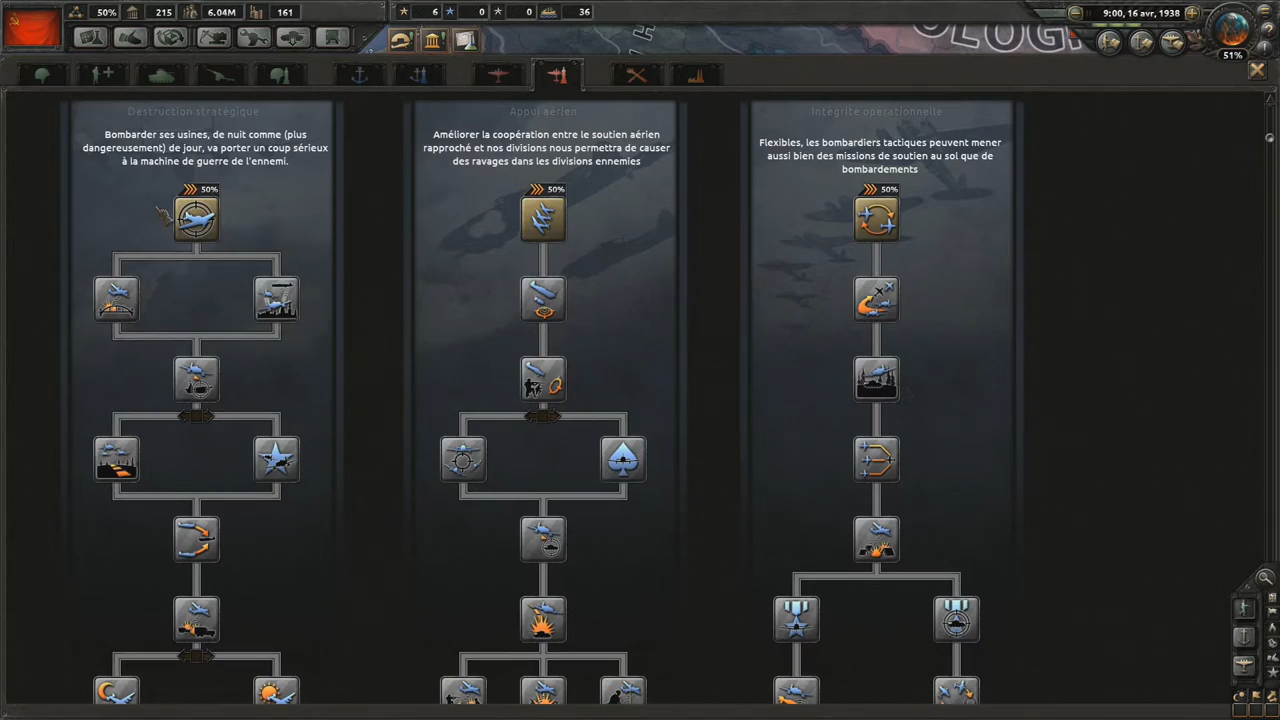 50% 215 6.04M 161 6 0 0 36 9:00, 16 avr, 1938
51%
OLOGI
Destruction stratégique
Bombarder ses usines, de nuit comme (plus
dangereusement) de jour, va porter un coup sérieux
à la machine de guerre de l'ennemi.
50%
Appui aérien
Améliorer la coopération entre le soutien aérien
rapproché et nos divisions nous permettra de causer
des ravages dans les divisions ennemies
50%
Intégrité opérationnelle
Flexibles, les bombardiers tactiques peuvent mener
aussi bien des missions de soutien au sol que de
bombardements
50%